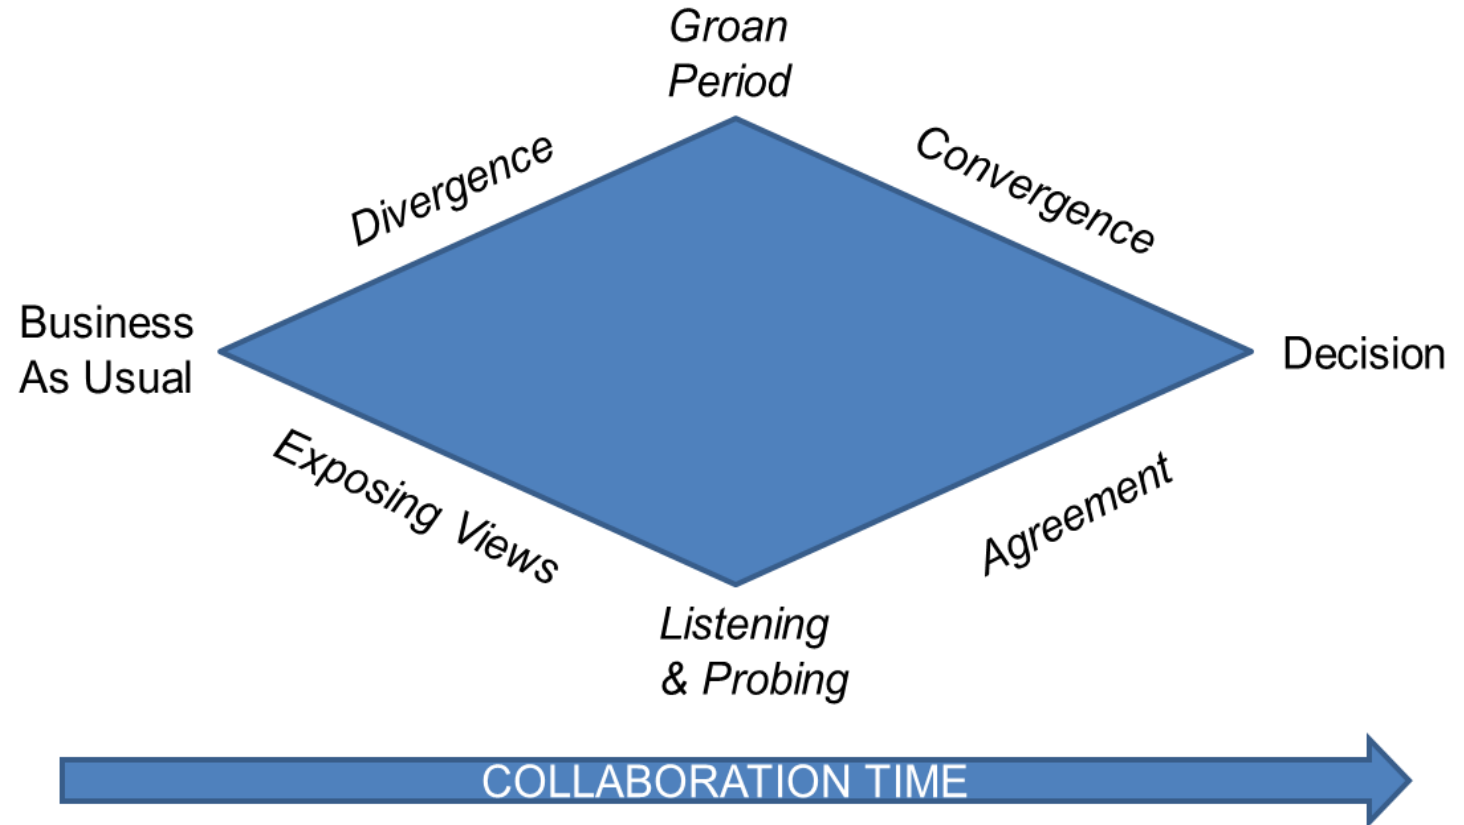 Groan
Period
Divergence
Convergence
Business
As Usual
Decision
Exposing Views
Agreement
Listening
& Probing
COLLABORATION TIME